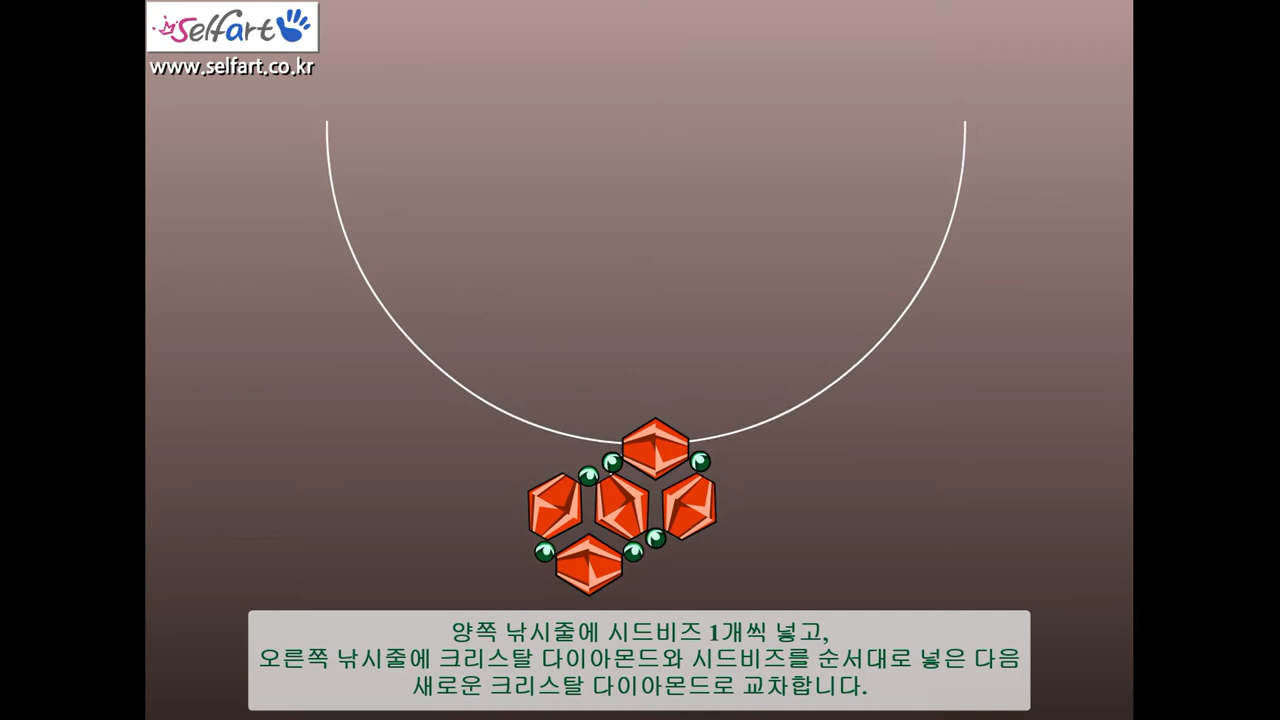 Selfart
www.selfart.co.kr
양쪽 낚시줄에 시드비즈 1개씩 넣고,
오른쪽 낚시줄에 크리스탈 다이아몬드와 시드비즈를 순서대로 넣은 다음
새로운 크리스탈 다이아몬드로 교차합니다.